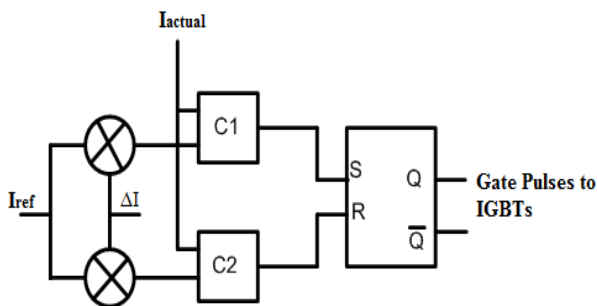 Iactual
C1
Iref
ΔI
S
Q
R
Q̅
Gate Pulses to
IGBTs
C2